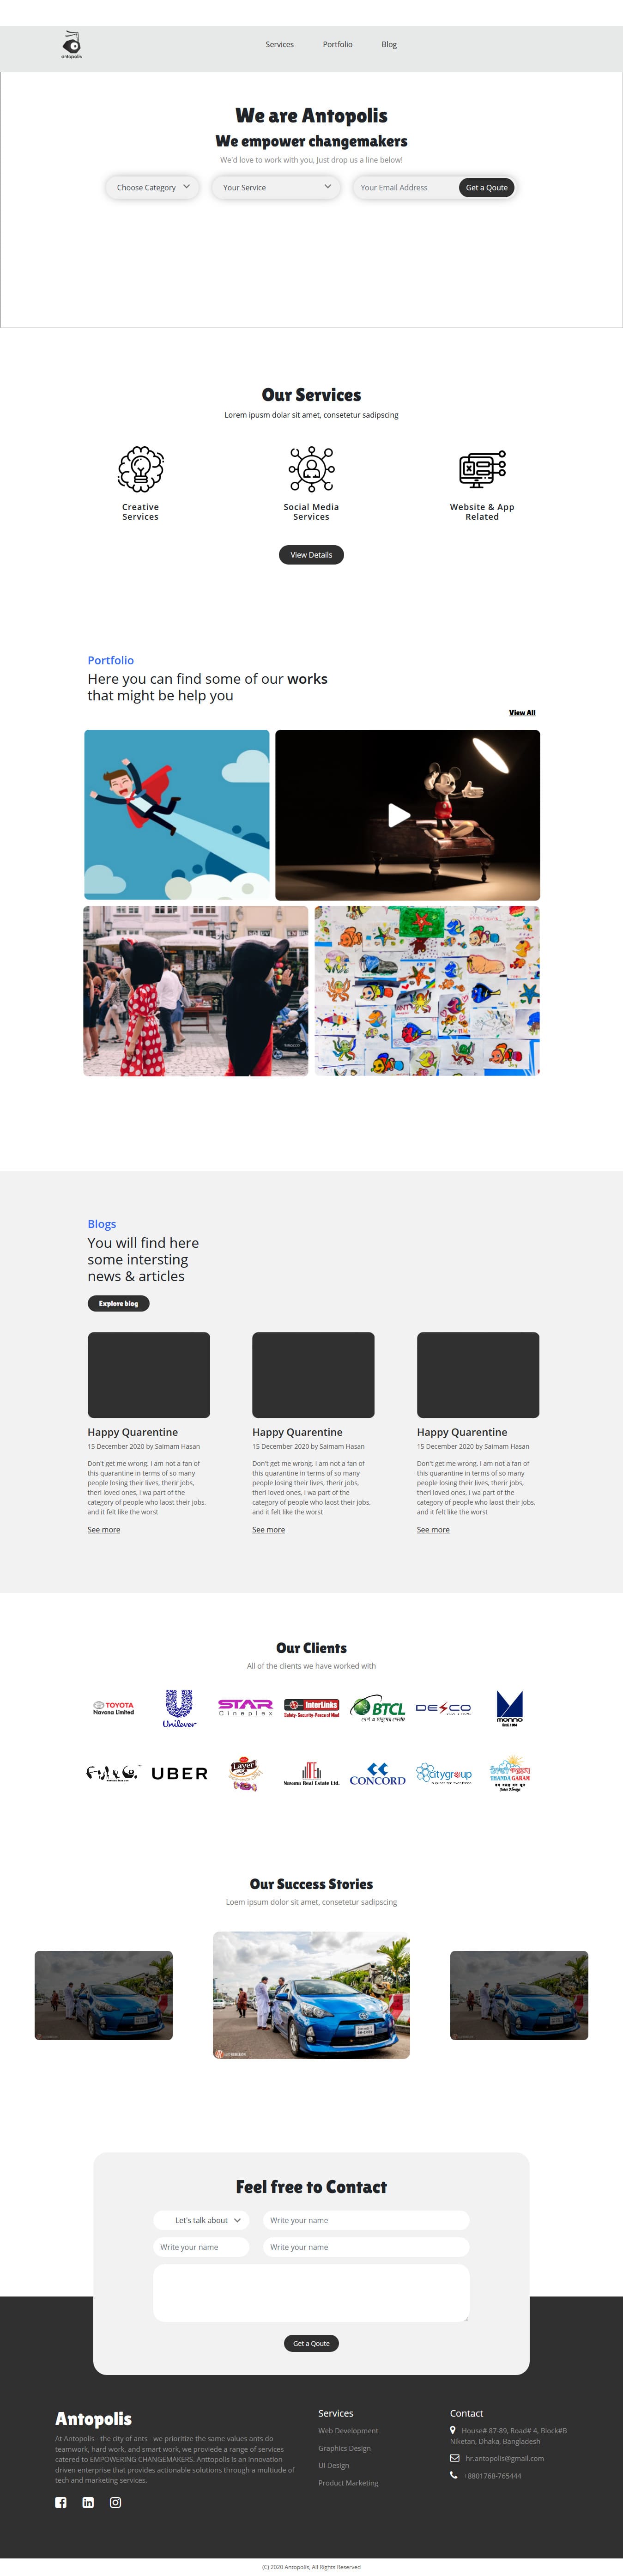 antopolis
Services
Portfolio
Blog
We are Antopolis
We empower changemakers
We'd love to work with you, Just drop us a line below!
Choose Category
Your Service
Your Email Address
Get a Qoute
Our Services
Lorem ipusm dolar sit amet, consetetur sadipscing
Creative
Services
Social Media
Services
Website & App
Related
View Details
Portfolio
Here you can find some of our works
that might be help you
View All
Blogs
You will find here
some intersting
news & articles
Explore blog
Happy Quarentine
15 December 2020 by Saimam Hasan
Don't get me wrong. I am not a fan of
this quarantine in terms of so many
people losing their lives, therir jobs,
theri loved ones, I wa part of the
category of people who laost their jobs,
and it felt like the worst
See more
Happy Quarentine
15 December 2020 by Saimam Hasan
Don't get me wrong. I am not a fan of
this quarantine in terms of so many
people losing their lives, therir jobs,
theri loved ones, I wa part of the
category of people who laost their jobs,
and it felt like the worst
See more
Happy Quarentine
15 December 2020 by Saimam Hasan
Don't get me wrong. I am not a fan of
this quarantine in terms of so many
people losing their lives, therir jobs,
theri loved ones, I wa part of the
category of people who laost their jobs,
and it felt like the worst
See more
Our Clients
All of the clients we have worked with
TOYOTA
Navana Limited
Unilever
STAR
Cineplex
InterLinks
Safety- Security- Peace of Mind
BTCL
DESCO
monno
UBER
Layer
Navana Real Estate Ltd.
CONCORD
citygroup
THANDA GARAM
Our Success Stories
Loem ipsum dolor sit amet, consetetur sadipscing
Feel free to Contact
Let's talk about
Write your name
Write your name
Write your name
Get a Qoute
Antopolis
At Antopolis - the city of ants - we prioritize the same values ants do
teamwork, hard work, and smart work, we proviede a range of services
catered to EMPOWERING CHANGEMAKERS. Anttopolis is an innovation
driven enterprise that provides actionable solutions through a multiude of
tech and marketing services.
Services
Web Development
Graphics Design
UI Design
Product Marketing
Contact
House# 87-89, Road# 4, Block#B
Niketan, Dhaka, Bangladesh
hr.antopolis@gmail.com
+8801768-765444
(C) 2020 Antopolis, All Rights Reserved